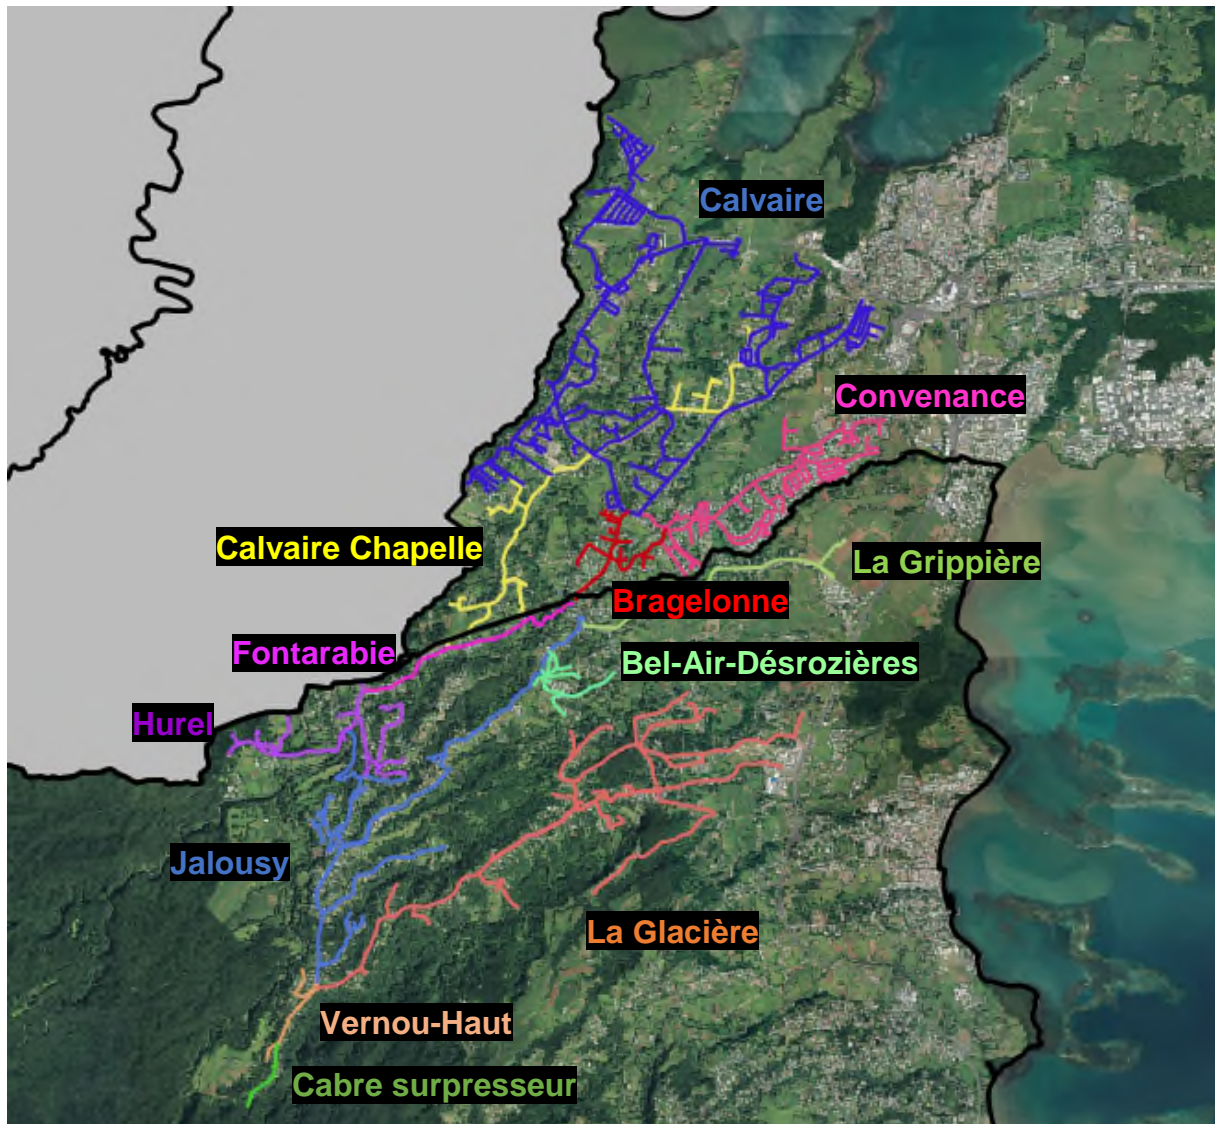 Calvaire
Convenance
Calvaire Chapelle
La Grippière
Bragelonne
Fontarabie
Bel-Air-Désrozières
Hurel
Jalousy
La Glacière
Vernou-Haut
Cabre surpresseur